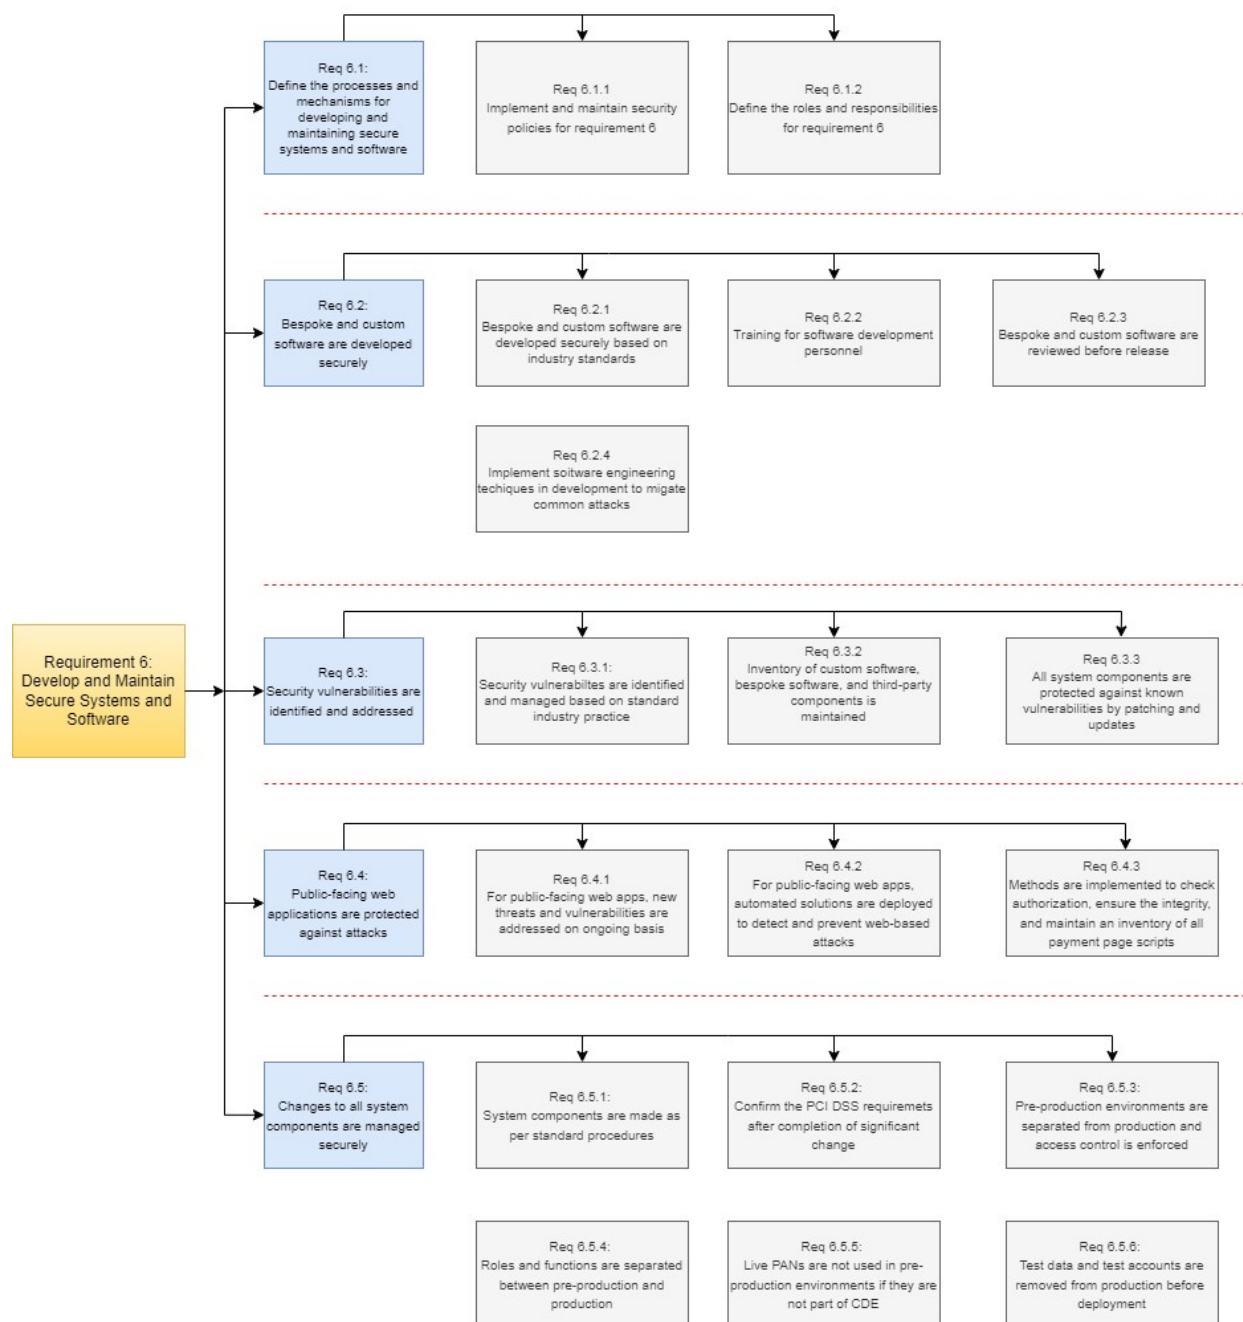 Req 6.1:
Define the processes and
mechanisms for
developing and
maintaining secure
systems and software
Req 6.1.1
Implement and maintain security
policies for requirement 6
Req 6.1.2
Define the roles and responsibilities
for requirement 6
Req 6.2:
Bespoke and custom
software are developed
securely
Req 6.2.1
Bespoke and custom software are
developed securely based on
industry standards
Req 6.2.2
Training for software development
personnel
Req 6.2.3
Bespoke and custom software are
reviewed before release
Req 6.2.4
Implement soitware engineering
techiques in development to migate
common attacks
Requirement 6:
Develop and Maintain
Secure Systems and
Software
Req 6.3:
Security vulnerabilities are
identified and addressed
Req 6.3.1:
Security vulnerabiltes are identified
and managed based on standard
industry practice
Req 6.3.2
Inventory of custom software,
bespoke software, and third-party
components is
maintained
Req 6.3.3
All system components are
protected against known
vulnerabilities by patching and
updates
Req 6.4:
Public-facing web
applications are protected
against attacks
Req 6.4.1
For public-facing web apps, new
threats and vulnerabilities are
addressed on ongoing basis
Req 6.4.2
For public-facing web apps,
automated solutions are deployed
to detect and prevent web-based
attacks
Req 6.4.3
Methods are implemented to check
authorization, ensure the integrity,
and maintain an inventory of all
payment page scripts
Req 6.5:
Changes to all system
components are managed
securely
Req 6.5.1:
System components are made as
per standard procedures
Req 6.5.2:
Confirm the PCI DSS requiremets
after completion of significant
change
Req 6.5.3:
Pre-production environments are
separated from production and
access control is enforced
Req 6.5.4:
Roles and functions are separated
between pre-production and
production
Req 6.5.5:
Live PANs are not used in pre-
production environments if they are
not part of CDE
Req 6.5.6:
Test data and test accounts are
removed from production before
deployment